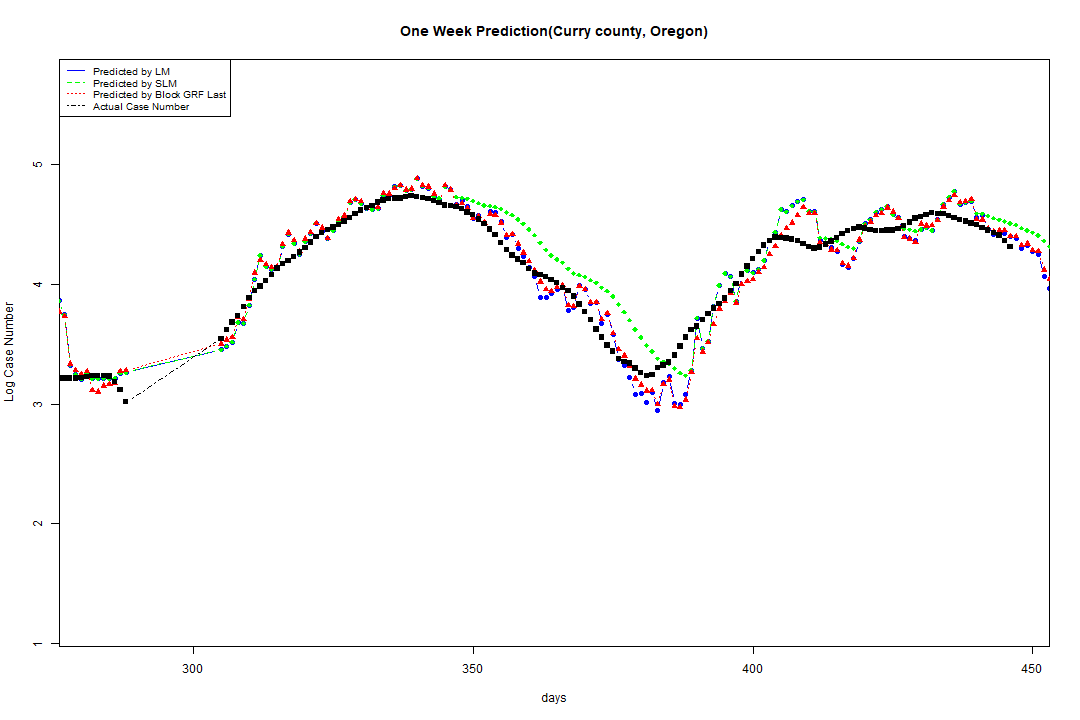 One Week Prediction(Curry county, Oregon)
Predicted by LM
Predicted by SLM
Predicted by Block GRF Last
Actual Case Number
5
4
3
2
1
Log Case Number
300
350
400
450
days